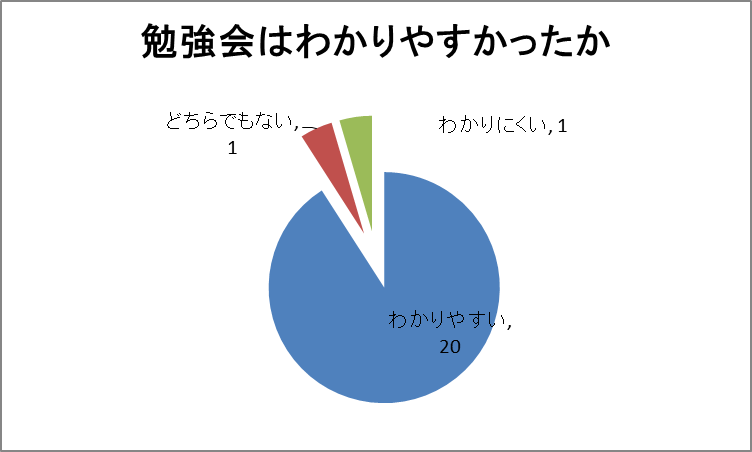 勉強会はわかりやすかったか
どちらでもない,
1
わかりにくい, 1
わかりやすい,
20